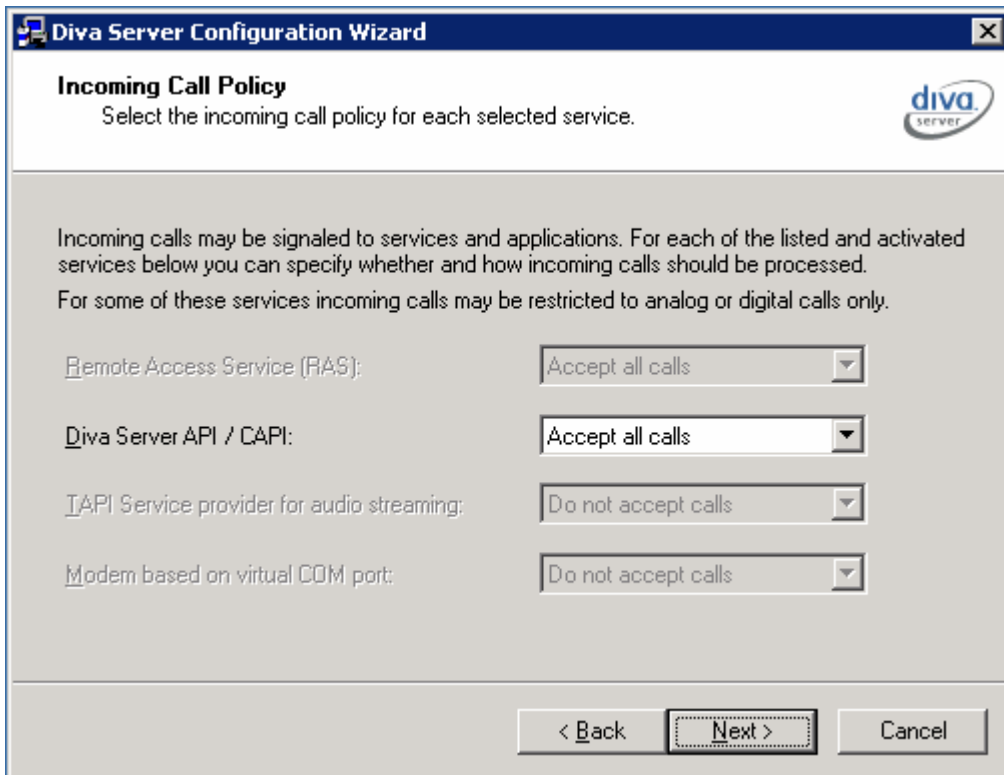 Diva Server Configuration Wizard
Incoming Call Policy
Select the incoming call policy for each selected service.
diva.
server
Incoming calls may be signaled to services and applications. For each of the listed and activated
services below you can specify whether and how incoming calls should be processed.
For some of these services incoming calls may be restricted to analog or digital calls only.
Remote Access Service (RAS): Accept all calls
Diva Server API / CAPI: Accept all calls
TAPI Service provider for audio streaming: Do not accept calls
Modem based on virtual COM port: Do not accept calls
< Back Next > Cancel